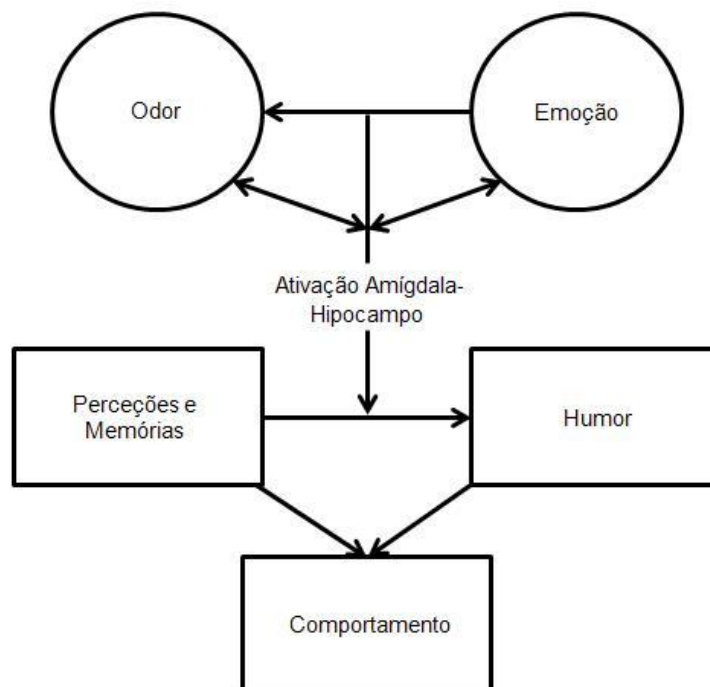 Odor
Emoção
Ativação Amígdala-
Hipocampo
Perceções e
Memórias
Humor
Comportamento